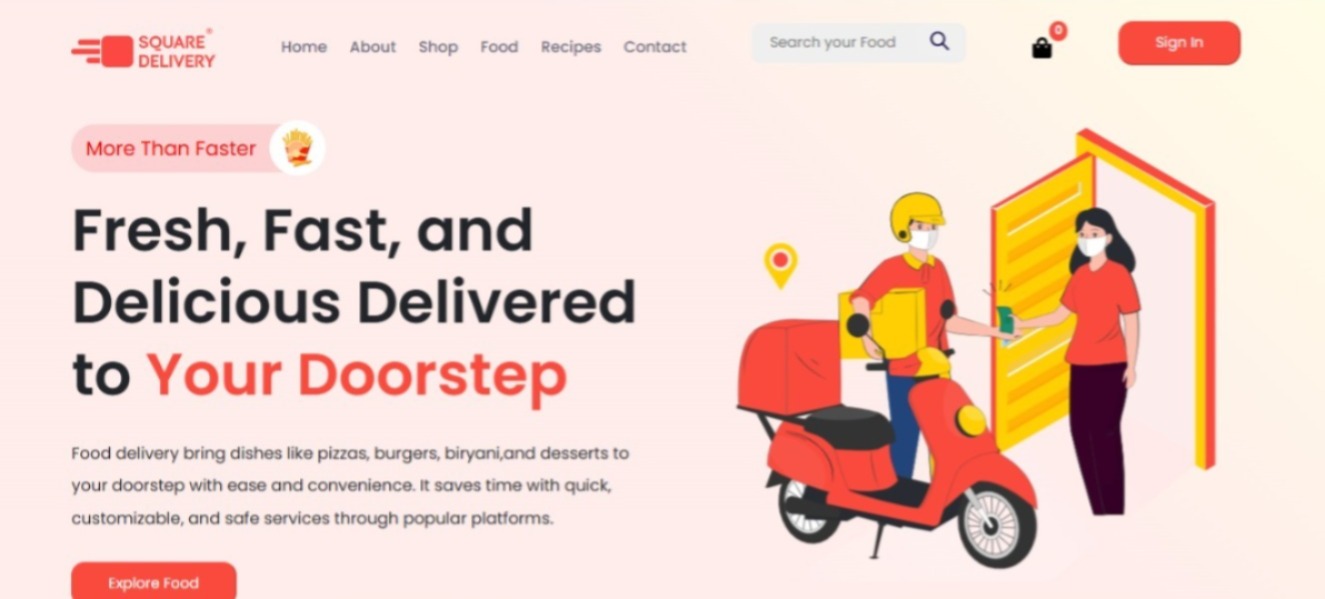 SQUARE®
DELIVERY
Home About Shop Food Recipes Contact
Search your Food
0
Sign In
More Than Faster
Fresh, Fast, and
Delicious Delivered
to Your Doorstep
Food delivery bring dishes like pizzas, burgers, biryani,and desserts to
your doorstep with ease and convenience. It saves time with quick,
customizable, and safe services through popular platforms.
Explore Food